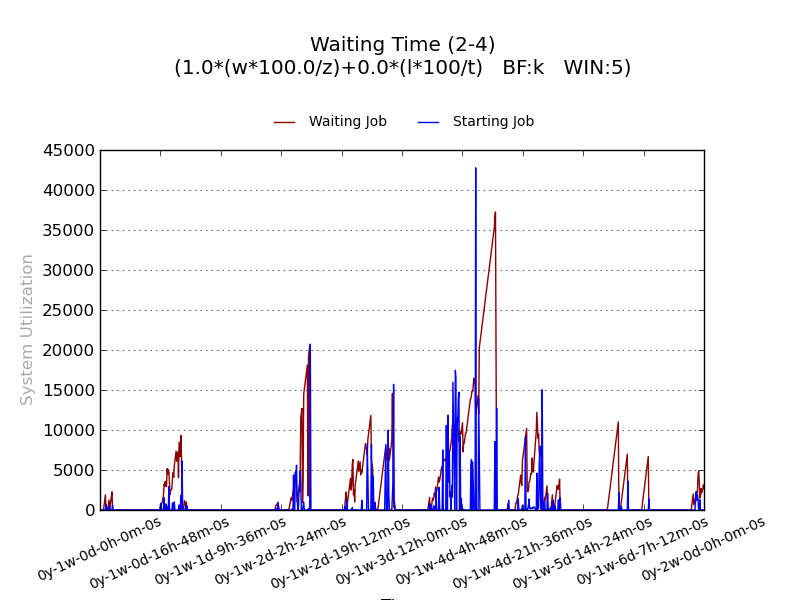 Waiting Time (2-4)
(1.0*(w*100.0/z)+0.0*(l*100/t)   BF:k   WIN:5)
Waiting Job   Starting Job
45000
40000
35000
30000
25000
20000
15000
10000
5000
0
System Utilization
0y-1w-0d-0h-0m-0s
0y-1w-0d-16h-48m-0s
0y-1w-1d-9h-36m-0s
0y-1w-2d-2h-24m-0s
0y-1w-2d-19h-12m-0s
0y-1w-3d-12h-0m-0s
0y-1w-4d-4h-48m-0s
0y-1w-4d-21h-36m-0s
0y-1w-5d-14h-24m-0s
0y-1w-6d-7h-12m-0s
0y-2w-0d-0h-0m-0s